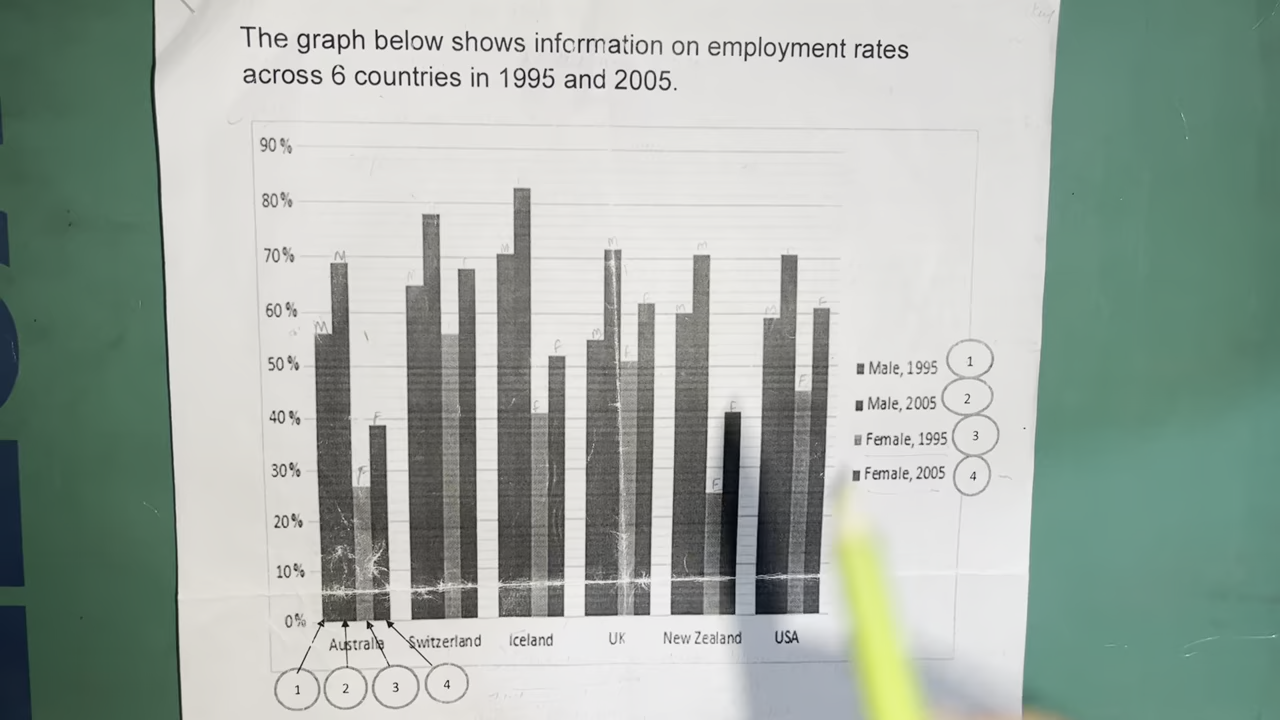 The graph below shows information on employment rates
across 6 countries in 1995 and 2005.
90%
80%
70%
60%
50%
40%
30%
20%
10%
0%
M
M
F
F
M
F
M
M
F
F
M
M
F
F
M
F
F
Male, 1995 1
Male, 2005 2
Female, 1995 3
Female, 2005 4
Australia Switzerland Iceland UK New Zealand USA
1 2 3 4